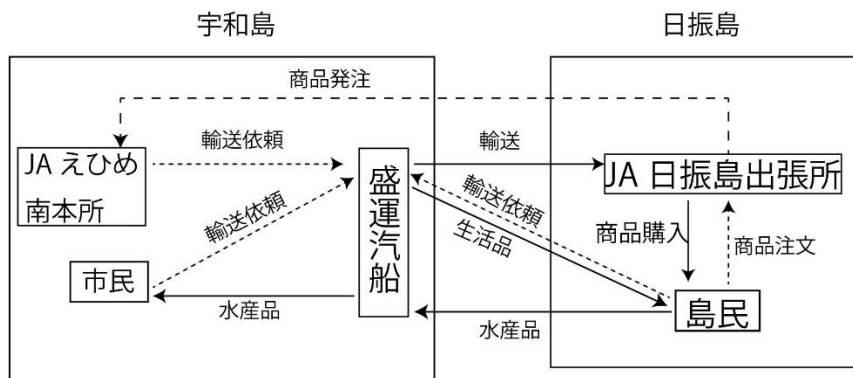 宇和島
日振島
商品発注
輸送依頼
輸送
JA えひめ
南本所
盛運汽船
JA 日振島出張所
輸送依頼
輸送依頼
生活品
商品購入
商品注文
市民
水産品
水産品
島民